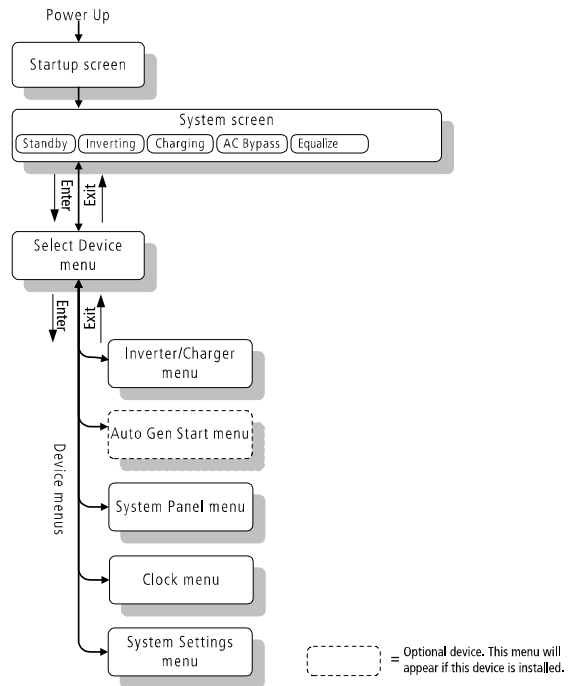 Power Up
Startup screen
System screen
Standby
Inverting
Charging
AC Bypass
Equalize
Enter
Exit
Select Device
menu
Enter
Exit
Device menus
Inverter/Charger
menu
Auto Gen Start menu
System Panel menu
Clock menu
System Settings
menu
= Optional device. This menu will
appear if this device is installed.